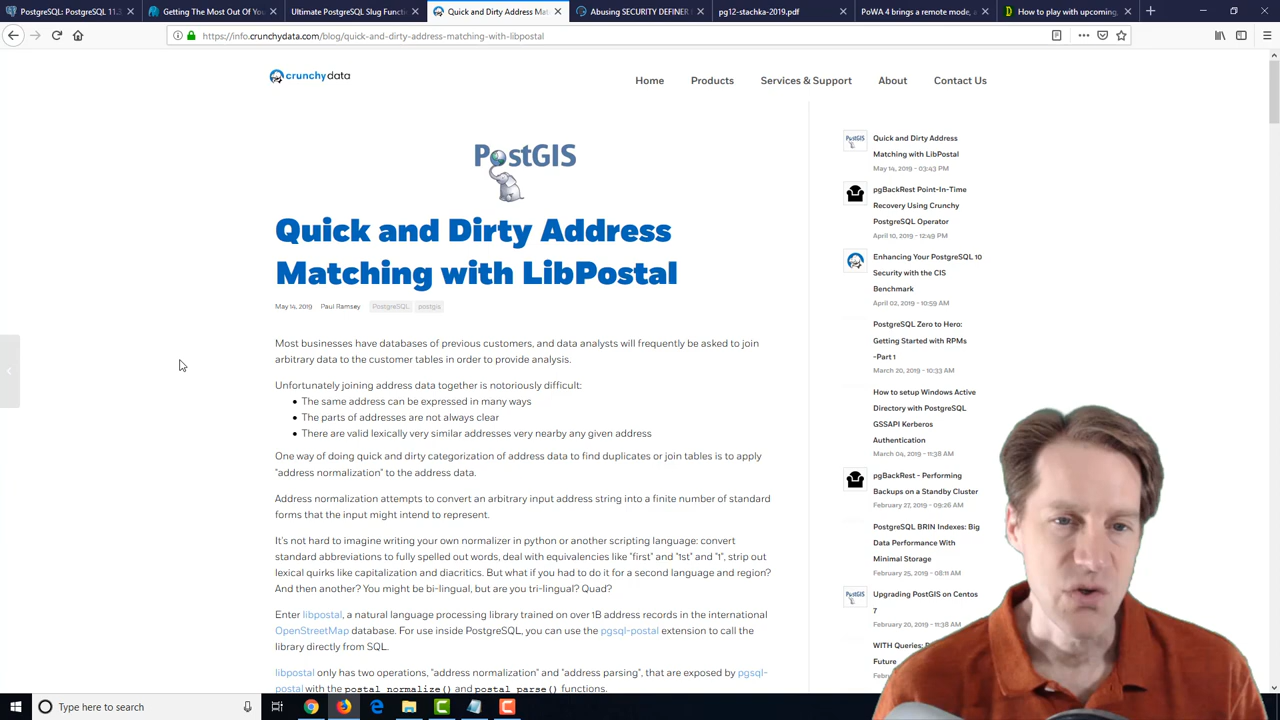 PostgreSQL: PostgreSQL 11.3
Getting The Most Out Of Yo
Ultimate PostgreSQL Slug Functi
Quick and Dirty Address Mat
Abusing SECURITY DEFINER
pg12-stachka-2019.pdf
PoWA 4 brings a remote mode, a
How to play with upcoming,
https://info.crunchydata.com/blog/quick-and-dirty-address-matching-with-libpostal
crunchydata
Home
Products
Services & Support
About
Contact Us
PostGIS
Quick and Dirty Address
Matching with LibPostal
May 14, 2019 Paul Ramsey PostgreSQL postgis
Most businesses have databases of previous customers, and data analysts will frequently be asked to join
arbitrary data to the customer tables in order to provide analysis.
Unfortunately joining address data together is notoriously difficult:
• The same address can be expressed in many ways
• The parts of addresses are not always clear
• There are valid lexically very similar addresses very nearby any given address
One way of doing quick and dirty categorization of address data to find duplicates or join tables is to apply
"address normalization" to the address data.
Address normalization attempts to convert an arbitrary input address string into a finite number of standard
forms that the input might intend to represent.
It's not hard to imagine writing your own normalizer in python or another scripting language: convert
standard abbreviations to fully spelled out words, deal with equivalencies like "first" and "1st" and "1", strip out
lexical quirks like capitalization and diacritics. But what if you had to do it for a second language and region?
And then another? You might be bi-lingual, but are you tri-lingual? Quad?
Enter libpostal, a natural language processing library trained on over 1B address records in the international
OpenStreetMap database. For use inside PostgreSQL, you can use the pgsql-postal extension to call the
library directly from SQL.
libpostal only has two operations, "address normalization" and "address parsing", that are exposed by pgsql-
postal with the postal_normalize() and postal_parse() functions.
PostGIS
Quick and Dirty Address
Matching with LibPostal
May 14, 2019 - 03:43 PM
pgBackRest Point-In-Time
Recovery Using Crunchy
PostgreSQL Operator
April 10, 2019 - 12:49 PM
Enhancing Your PostgreSQL 10
Security with the CIS
Benchmark
April 02, 2019 - 10:59 AM
PostgreSQL Zero to Hero:
Getting Started with RPMs
-Part 1
March 20, 2019 - 10:33 AM
How to setup Windows Active
Directory with PostgreSQL
GSSAPI Kerberos
Authentication
March 04, 2019 - 11:38 AM
pgBackRest - Performing
Backups on a Standby Cluster
February 27, 2019 - 09:26 AM
PostgreSQL BRIN Indexes: Big
Data Performance With
Minimal Storage
February 25, 2019 - 08:11 AM
PostGIS
Upgrading PostGIS on Centos
7
February 20, 2019 - 11:38 AM
WITH Queries:
Future
Type here to search